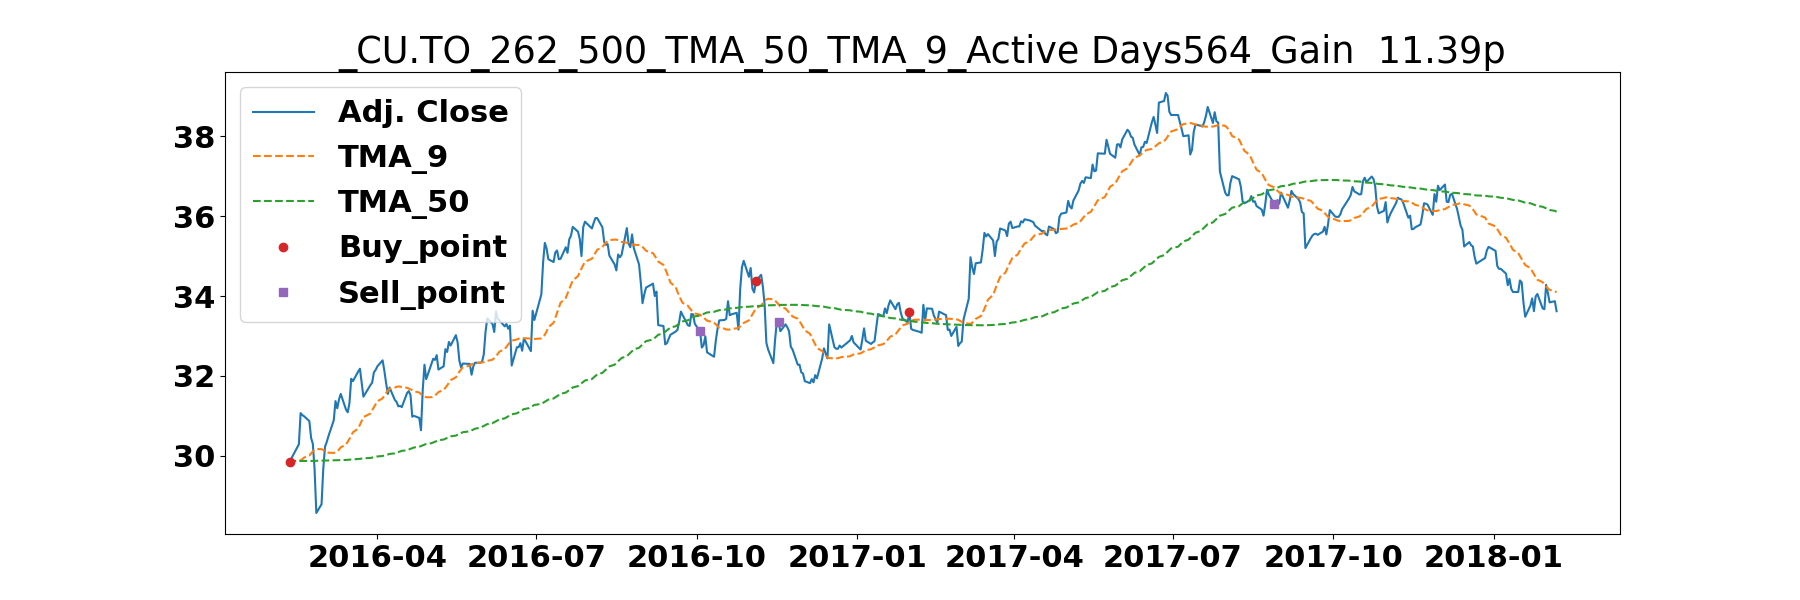 _CU.TO_262_500_TMA_50_TMA_9_Active Days564_Gain  11.39p
Adj. Close
TMA_9
TMA_50
Buy_point
Sell_point
38
36
34
32
30
2016-04 2016-07 2016-10 2017-01 2017-04 2017-07 2017-10 2018-01